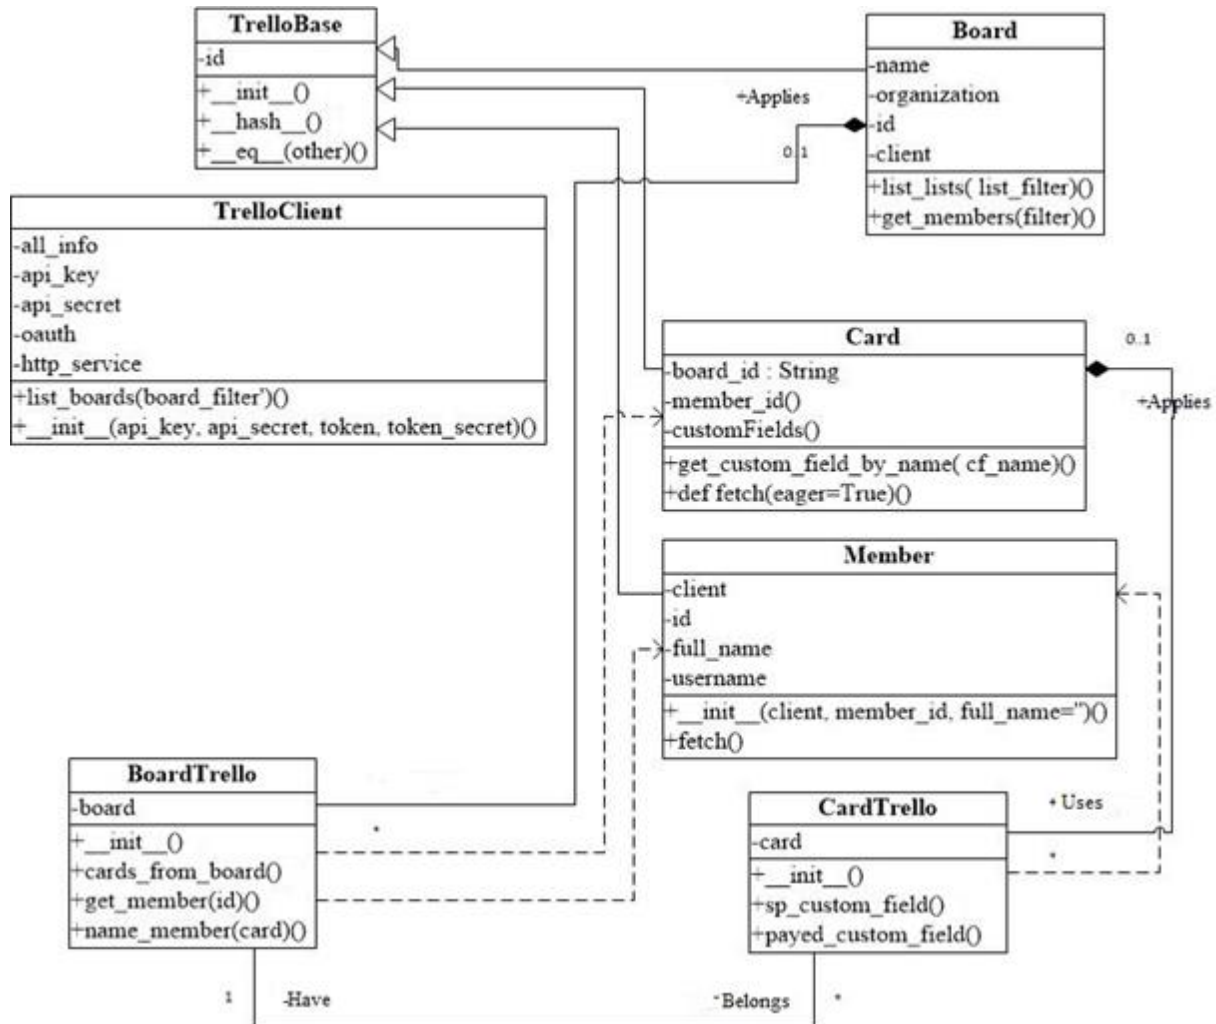 TrelloBase
-id
+__init__()
+__hash__()
+__eq__(other)()
Board
-name
-organization
-id
-client
+list_lists( list_filter)()
+get_members(filter)()
+Applies
0..1
TrelloClient
-all_info
-api_key
-api_secret
-oauth
-http_service
+list_boards(board_filter')()
+__init__(api_key, api_secret, token, token_secret)()
Card
-board_id : String
-member_id()
-customFields()
+get_custom_field_by_name( cf_name)()
+def fetch(eager=True)()
0..1
+Applies
Member
-client
-id
-full_name
-username
+__init__(client, member_id, full_name='')()
+fetch()
BoardTrello
-board
+__init__()
+cards_from_board()
+get_member(id)()
+name_member(card)()
*
CardTrello
-card
+__init__()
+sp_custom_field()
+payed_custom_field()
+Uses
*
1
-Have
-Belongs
*